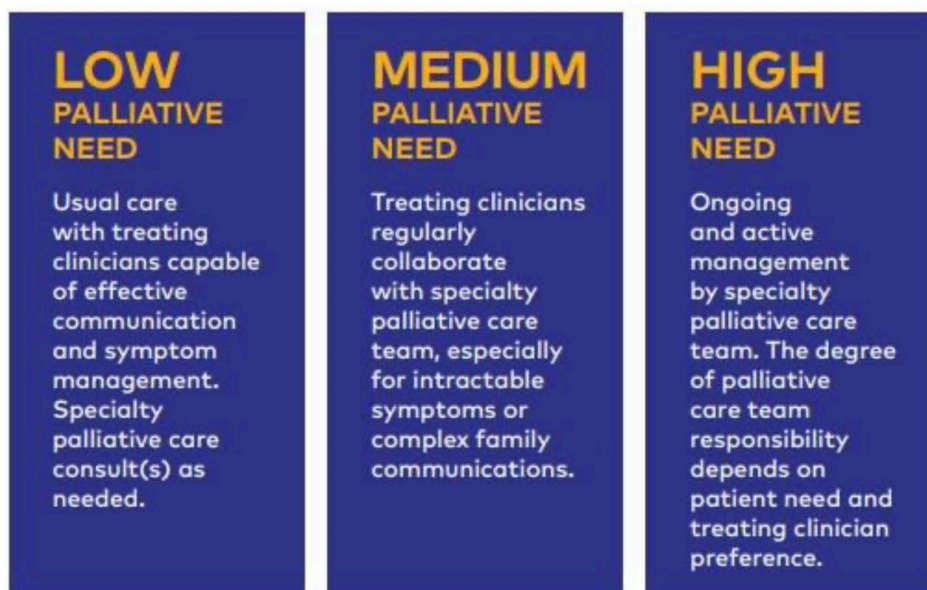 LOW
PALLIATIVE
NEED
Usual care
with treating
clinicians capable
of effective
communication
and symptom
management.
Specialty
palliative care
consult(s) as
needed.
MEDIUM
PALLIATIVE
NEED
Treating clinicians
regularly
collaborate
with specialty
palliative care
team, especially
for intractable
symptoms or
complex family
communications.
HIGH
PALLIATIVE
NEED
Ongoing
and active
management
by specialty
palliative care
team. The degree
of palliative
care team
responsibility
depends on
patient need and
treating clinician
preference.